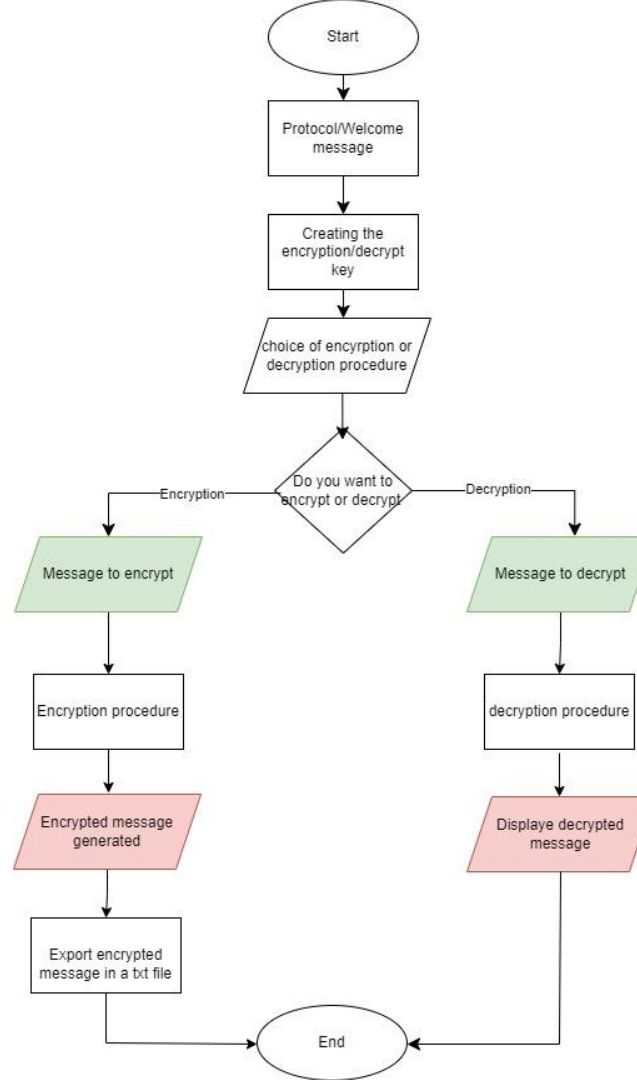 Start
Protocol/Welcome
message
Creating the
encryption/decrypt
key
choice of encyrption or
decryption procedure
Do you want to
encrypt or decrypt
Encryption
Decryption
Message to encrypt
Message to decrypt
Encryption procedure
decryption procedure
Encrypted message
generated
Displaye decrypted
message
Export encrypted
message in a txt file
End